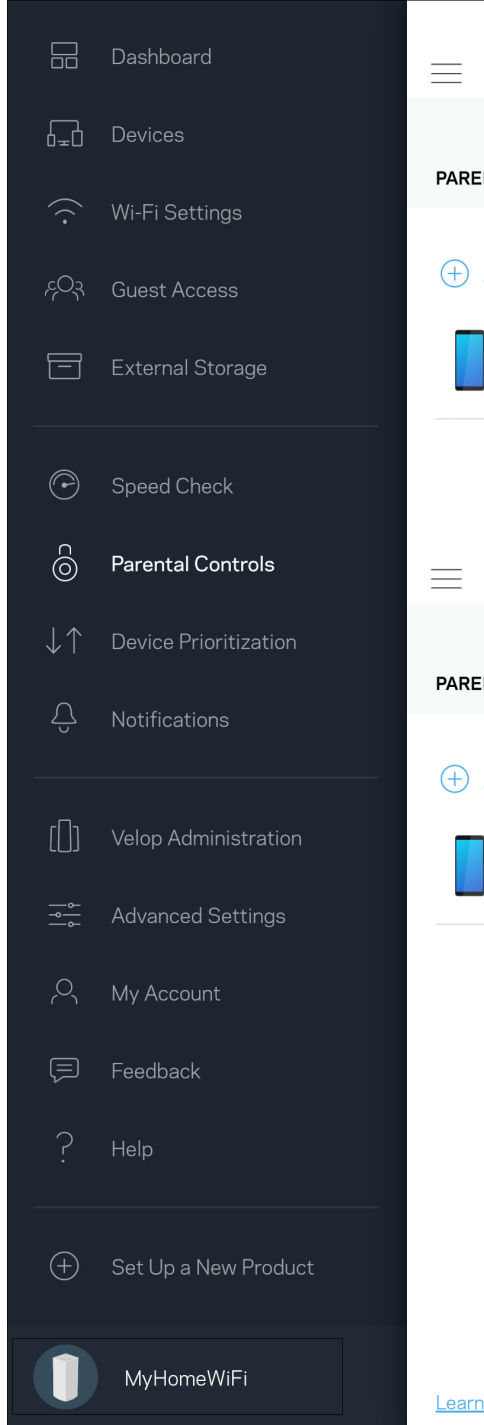 Dashboard
Devices
Wi-Fi Settings
Guest Access
External Storage
Speed Check
Parental Controls
Device Prioritization
Notifications
Velop Administration
Advanced Settings
My Account
Feedback
Help
Set Up a New Product
MyHomeWiFi
PARE
PARE
Learn